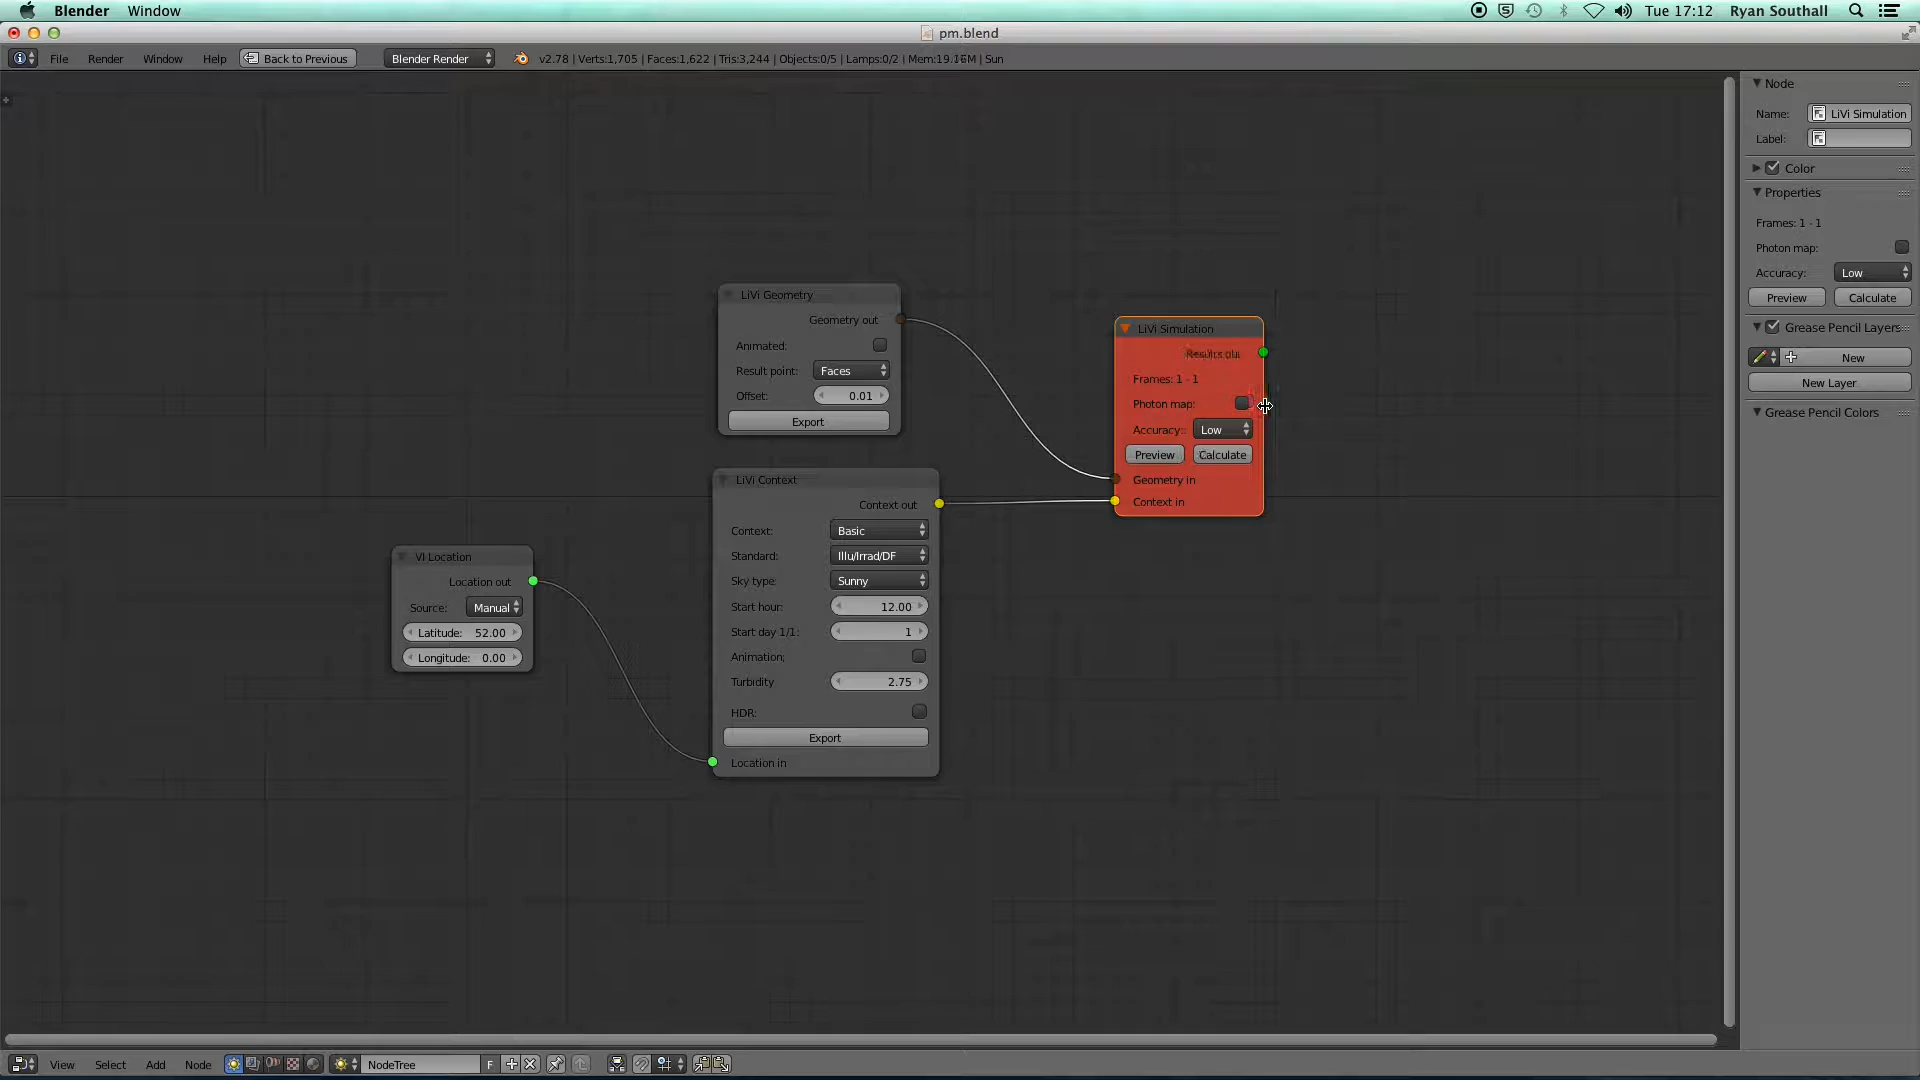 Blender Window Tue 17:12 Ryan Southall
pm.blend
File Render Window Help Back to Previous Blender Render v2.78 | Verts:1,705 | Faces:1,622 | Tris:3,244 | Objects:0/5 | Lamps:0/2 | Mem:19.16M | Sun
Node
Name: LiVi Simulation
Label:
Color
Properties
Frames: 1 - 1
Photon map:
Accuracy: Low
Preview Calculate
Grease Pencil Layers
New
New Layer
Grease Pencil Colors
LiVi Geometry
Geometry out
Animated:
Result point: Faces
Offset: 0.01
Export
LiVi Simulation
Results out
Frames: 1 - 1
Photon map:
Accuracy: Low
Preview Calculate
Geometry in
Context in
LiVi Context
Context out
Context: Basic
Standard: Illu/Irrad/DF
Sky type: Sunny
Start hour: 12.00
Start day 1/1: 1
Animation;
Turbidity 2.75
HDR:
Export
Location in
VI Location
Location out
Source: Manual
Latitude: 52.00
Longitude: 0.00
View Select Add Node NodeTree F